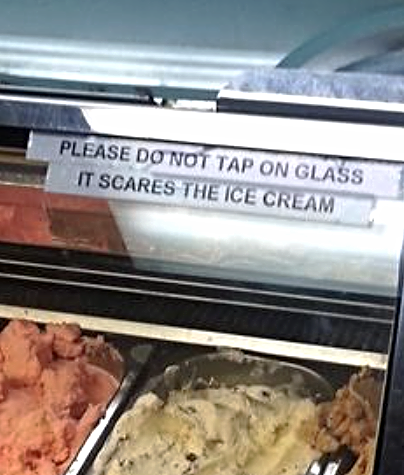 PLEASE DO NOT TAP ON GLASS
IT SCARES THE ICE CREAM